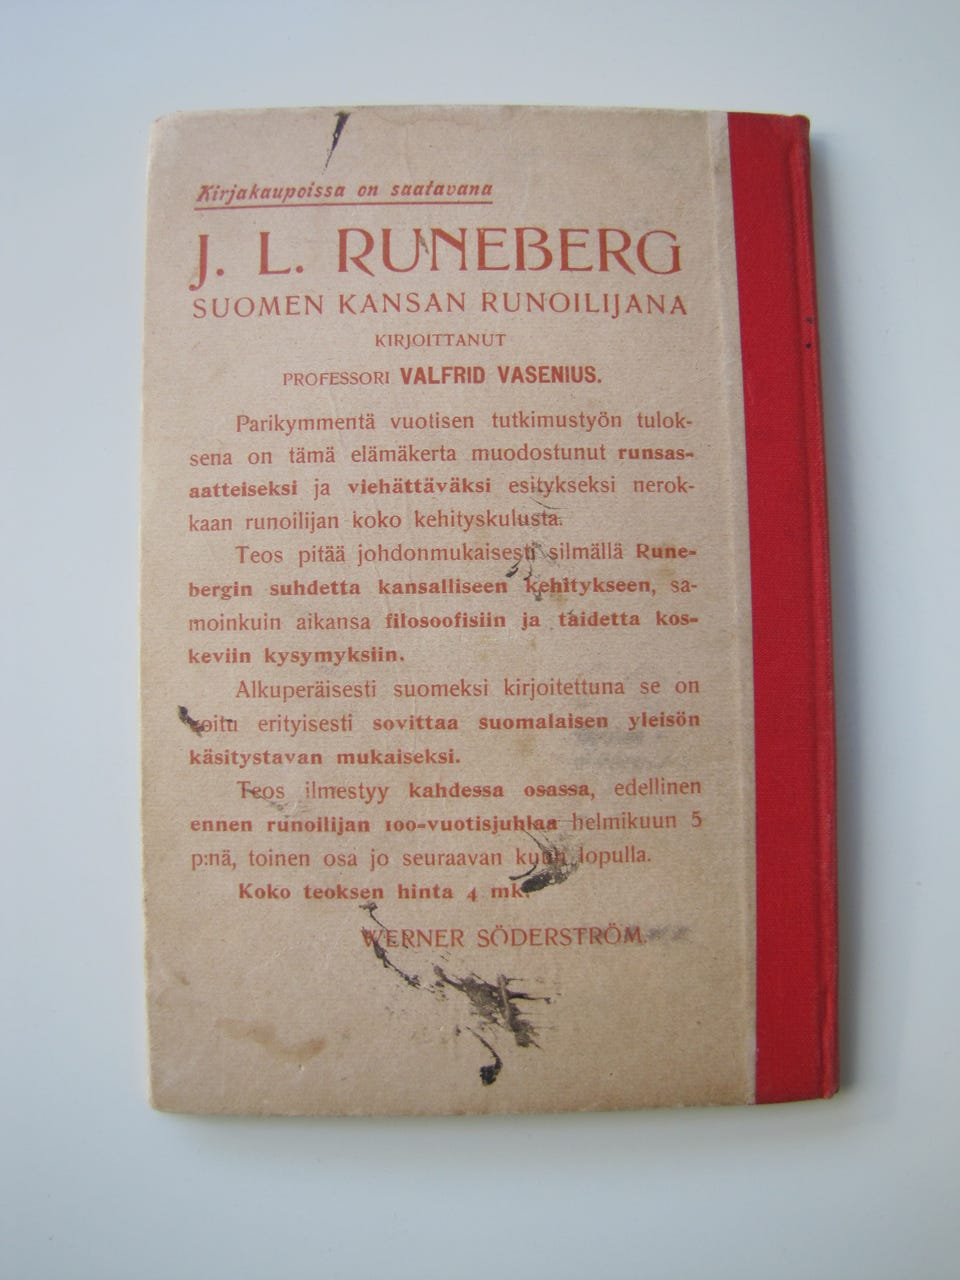 Kirjakaupoissa on saatavana
J. L. RUNEBERG
SUOMEN KANSAN RUNOILIJANA
KIRJOITTANUT
PROFESSORI VALFRID VASENIUS.
Parikymmentä vuotisen tutkimustyön tulok-
sena on tämä elämäkerta muodostunut runsas-
aatteiseksi ja viehättäväksi esitykseksi nerok-
kaan runoilijan koko kehityskulusta.
Teos pitää johdonmukaisesti silmällä Rune-
bergin suhdetta kansalliseen kehitykseen, sa-
moinkuin aikansa filosoofisiin ja taidetta kos-
keviin kysymyksiin.
Alkuperäisesti suomeksi kirjoitettuna se on
voitu erityisesti sovittaa suomalaisen yleisön
käsitystavan mukaiseksi.
Teos ilmestyy kahdessa osassa, edellinen
ennen runoilijan 100-vuotisjuhlaa helmikuun 5
p:nä, toinen osa jo seuraavan kuun lopulla.
Koko teoksen hinta 4 mk.
WERNER SÖDERSTRÖM.